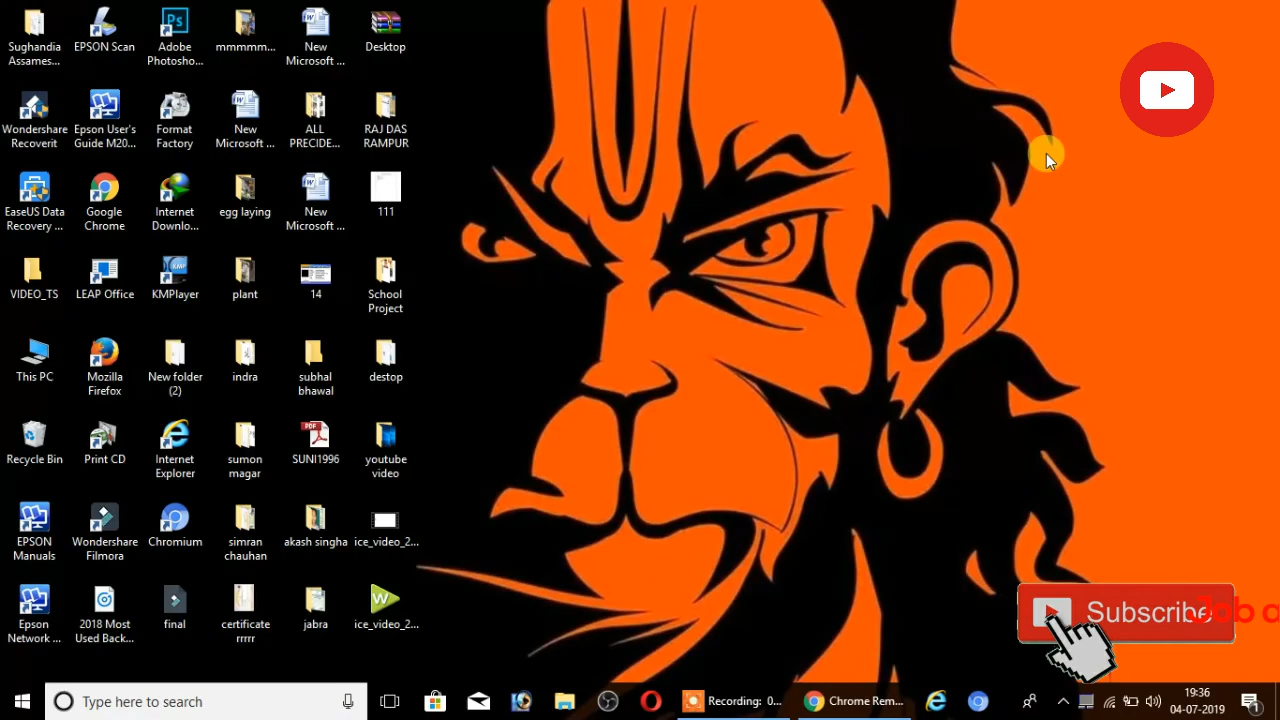 Sughandia
Assames...
EPSON Scan
Adobe
Photosho...
mmmmm...
New
Microsoft ...
Desktop
Wondershare
Recoverit
Epson User's
Guide M20...
Format
Factory
New
Microsoft ...
ALL
PRECIDE...
RAJ DAS
RAMPUR
EaseUS Data
Recovery ...
Google
Chrome
Internet
Downlo...
egg laying
New
Microsoft ...
111
VIDEO_TS
LEAP Office
KMPlayer
plant
14
School
Project
This PC
Mozilla
Firefox
New folder
(2)
indra
subhal
bhawal
destop
Recycle Bin
Print CD
Internet
Explorer
sumon
magar
SUNI1996
youtube
video
EPSON
Manuals
Wondershare
Filmora
Chromium
simran
chauhan
akash singha
ice_video_2...
Epson
Network ...
2018 Most
Used Back...
final
certificate
rrrrr
jabra
ice_video_2...
Subscribe
Job a
Type here to search
Recording: 0...
Chrome Rem...
19:36
04-07-2019